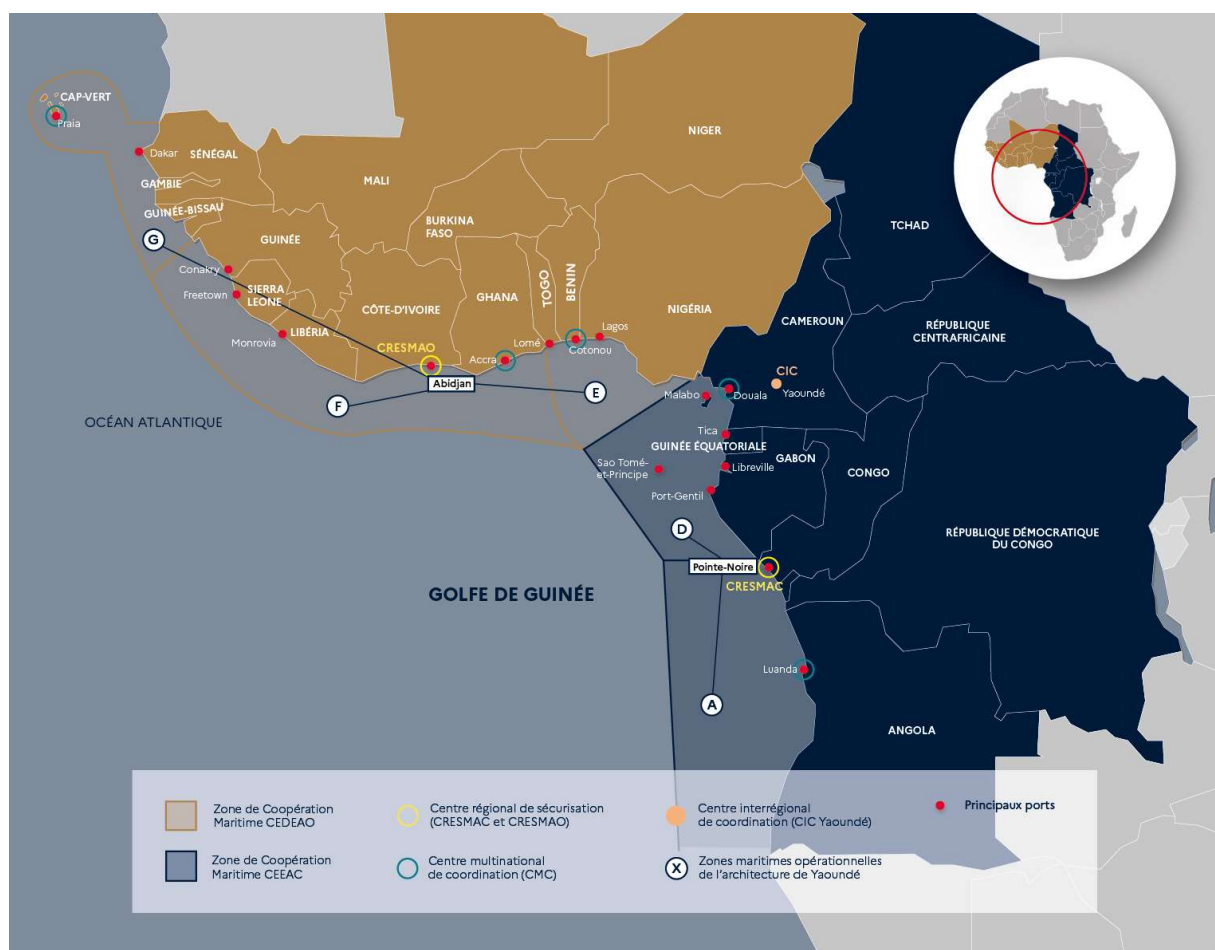 CAP-VERT
Praia
Dakar
SÉNÉGAL
GAMBIE
GUINÉE-BISSAU
MALI
NIGER
TCHAD
BURKINA
FASO
GUINÉE
G
Conakry
Freetown
SIERRA
LEONE
Monrovia
LIBÉRIA
CÔTE-D'IVOIRE
GHANA
TOGO
BENIN
NIGÉRIA
CAMEROUN
RÉPUBLIQUE
CENTRAFRICAINE
CRESMAO
Abidjan
Accra
Lomé
Cotonou
Lagos
F
E
OCÉAN ATLANTIQUE
CIC
Yaoundé
Malabo
Douala
Tica
GUINÉE ÉQUATORIALE
Sao Tomé-
et-Principe
Libreville
GABON
CONGO
Port-Gentil
D
RÉPUBLIQUE DÉMOCRATIQUE
DU CONGO
Pointe-Noire
CRESMAC
GOLFE DE GUINÉE
Luanda
A
ANGOLA
Zone de Coopération
Maritime CEDEAO
Centre régional de sécurisation
(CRESMAC et CRESMAO)
Centre interrégional
de coordination (CIC Yaoundé)
Principaux ports
Zone de Coopération
Maritime CEEAC
Centre multinational
de coordination (CMC)
X
Zones maritimes opérationnelles
de l'architecture de Yaoundé